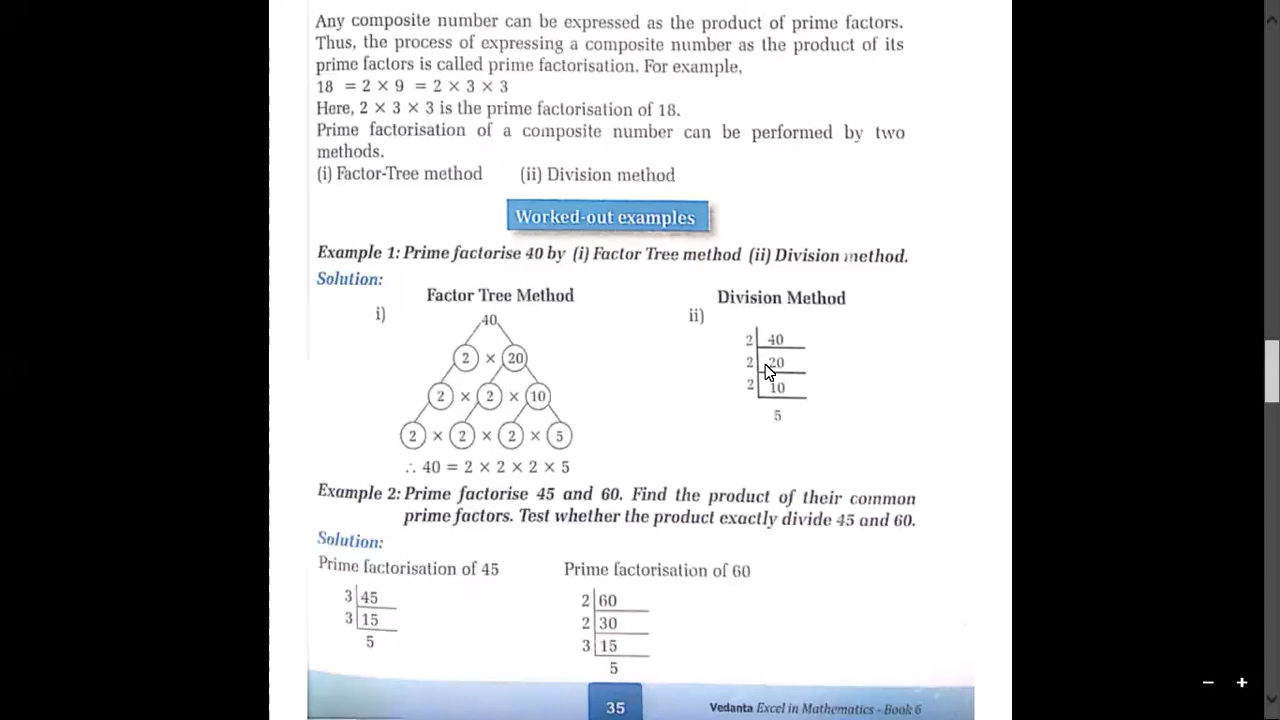 Any composite number can be expressed as the product of prime factors.
Thus, the process of expressing a composite number as the product of its
prime factors is called prime factorisation. For example,
18 = 2 × 9 = 2 × 3 × 3
Here, 2 × 3 × 3 is the prime factorisation of 18.
Prime factorisation of a composite number can be performed by two
methods.
(i) Factor-Tree method (ii) Division method
Worked-out examples
Example 1: Prime factorise 40 by (i) Factor Tree method (ii) Division method.
Solution:
Factor Tree Method
i)
40
2 × 20
2 × 2 × 10
2 × 2 × 2 × 5
∴ 40 = 2 × 2 × 2 × 5
Division Method
ii)
2 40
2 20
2 10
5
Example 2: Prime factorise 45 and 60. Find the product of their common
prime factors. Test whether the product exactly divide 45 and 60.
Solution:
Prime factorisation of 45
3 45
3 15
5
Prime factorisation of 60
2 60
2 30
3 15
5
35
Vedanta Excel in Mathematics - Book 6